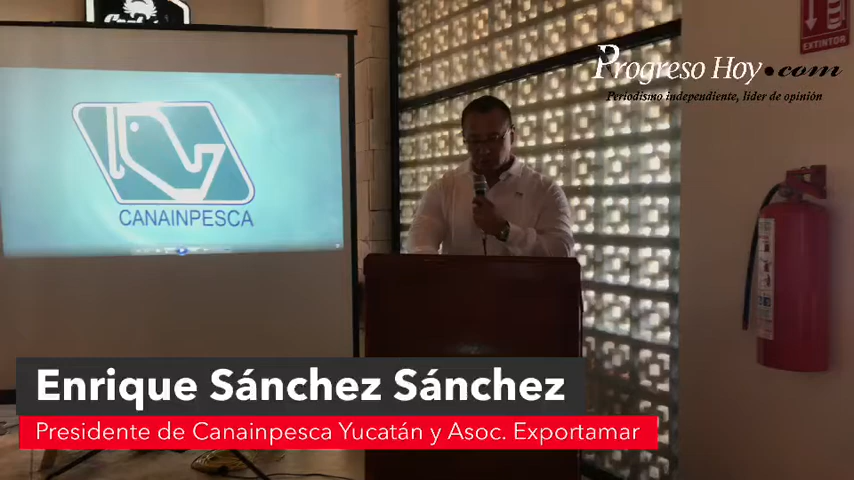 EXTINTOR
Progreso Hoy.com
Periodismo independiente, líder de opinión
CANAINPESCA
Enrique Sánchez Sánchez
Presidente de Canainpesca Yucatán y Asoc. Exportamar